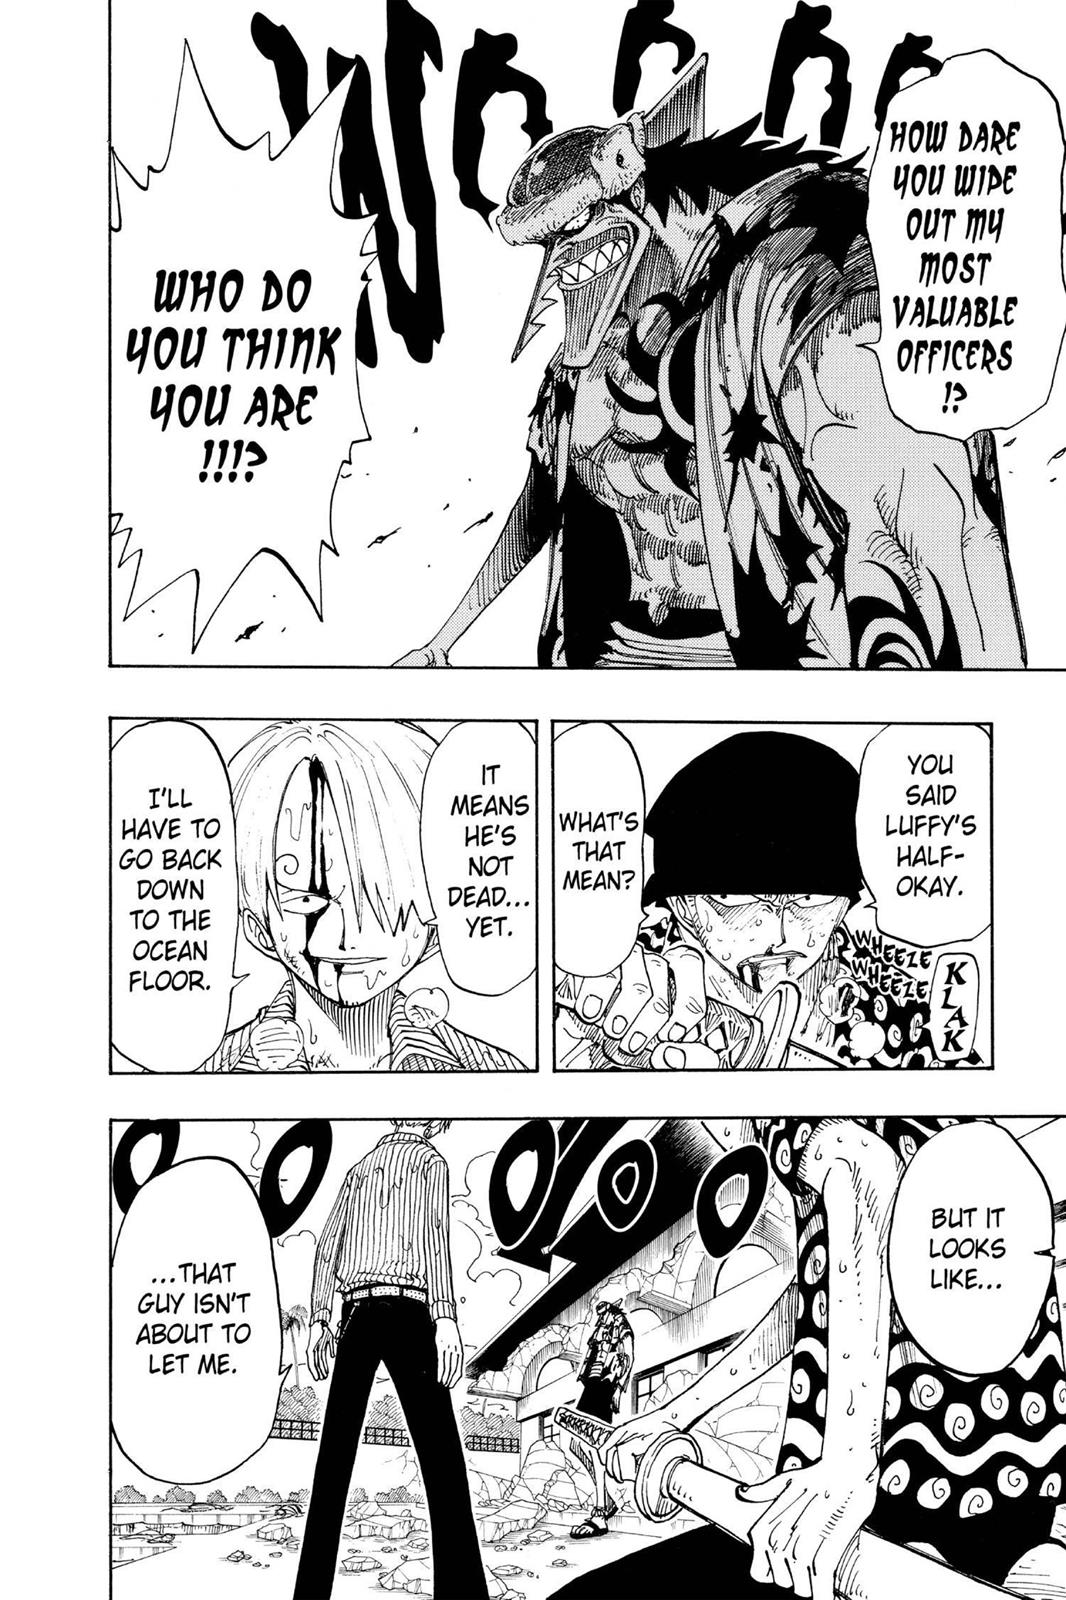 HOW DARE
YOU WIPE
OUT MY
MOST
VALUABLE
OFFICERS
!?
WHO DO
YOU THINK
YOU ARE
!!!!?
YOU
SAID
LUFFY'S
HALF-
OKAY.
WHAT'S
THAT
MEAN?
WHEEZE
WHEEZE
KLAK
IT
MEANS
HE'S
NOT
DEAD...
YET.
I'LL
HAVE TO
GO BACK
DOWN
TO THE
OCEAN
FLOOR.
BUT IT
LOOKS
LIKE...
...THAT
GUY ISN'T
ABOUT TO
LET ME.